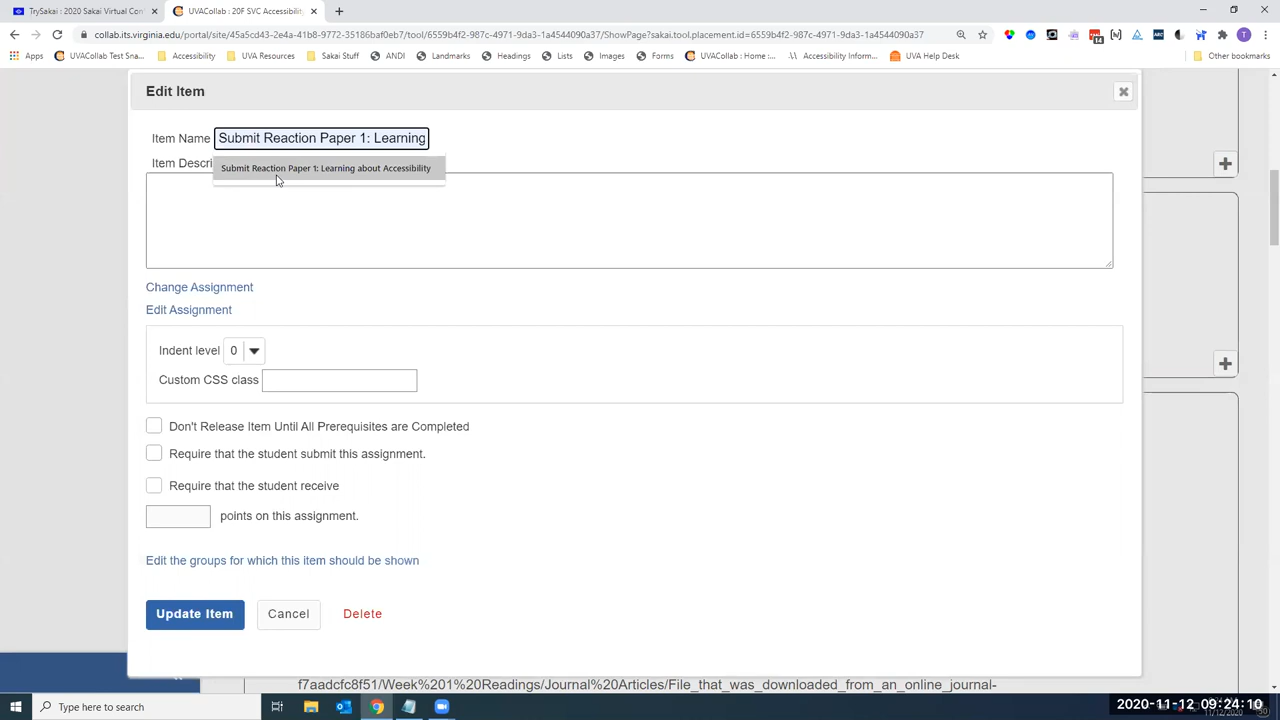 TrySakai : 2020 Sakai Virtual Con
UVACollab : 20F SVC Accessibility
collab.its.virginia.edu/portal/site/45a5cd43-2e4a-41b8-9772-35186baf0ed7/tool/6559b4f2-987c-4971-9da3-1a4544090a37/ShowPage?sakai.tool.placement.id=6559b4f2-987c-4971-9da3-1a4544090a37
14
T
Apps
UVACollab Test Sna...
Accessibility
UVA Resources
Sakai Stuff
ANDI
Landmarks
Headings
Lists
Images
Forms
UVACollab : Home :...
Accessibility Inform...
UVA Help Desk
Other bookmarks
Edit Item
Item Name
Submit Reaction Paper 1: Learning
Item Descri
Submit Reaction Paper 1: Learning about Accessibility
Change Assignment
Edit Assignment
Indent level
0
Custom CSS class
Don't Release Item Until All Prerequisites are Completed
Require that the student submit this assignment.
Require that the student receive
points on this assignment.
Edit the groups for which this item should be shown
Update Item
Cancel
Delete
f7aadcfc8f51/Week%201%20Readings/Journal%20Articles/File_that_was_downloaded_from_an_online_journal-
Type here to search
2020-11-12 09:24:10